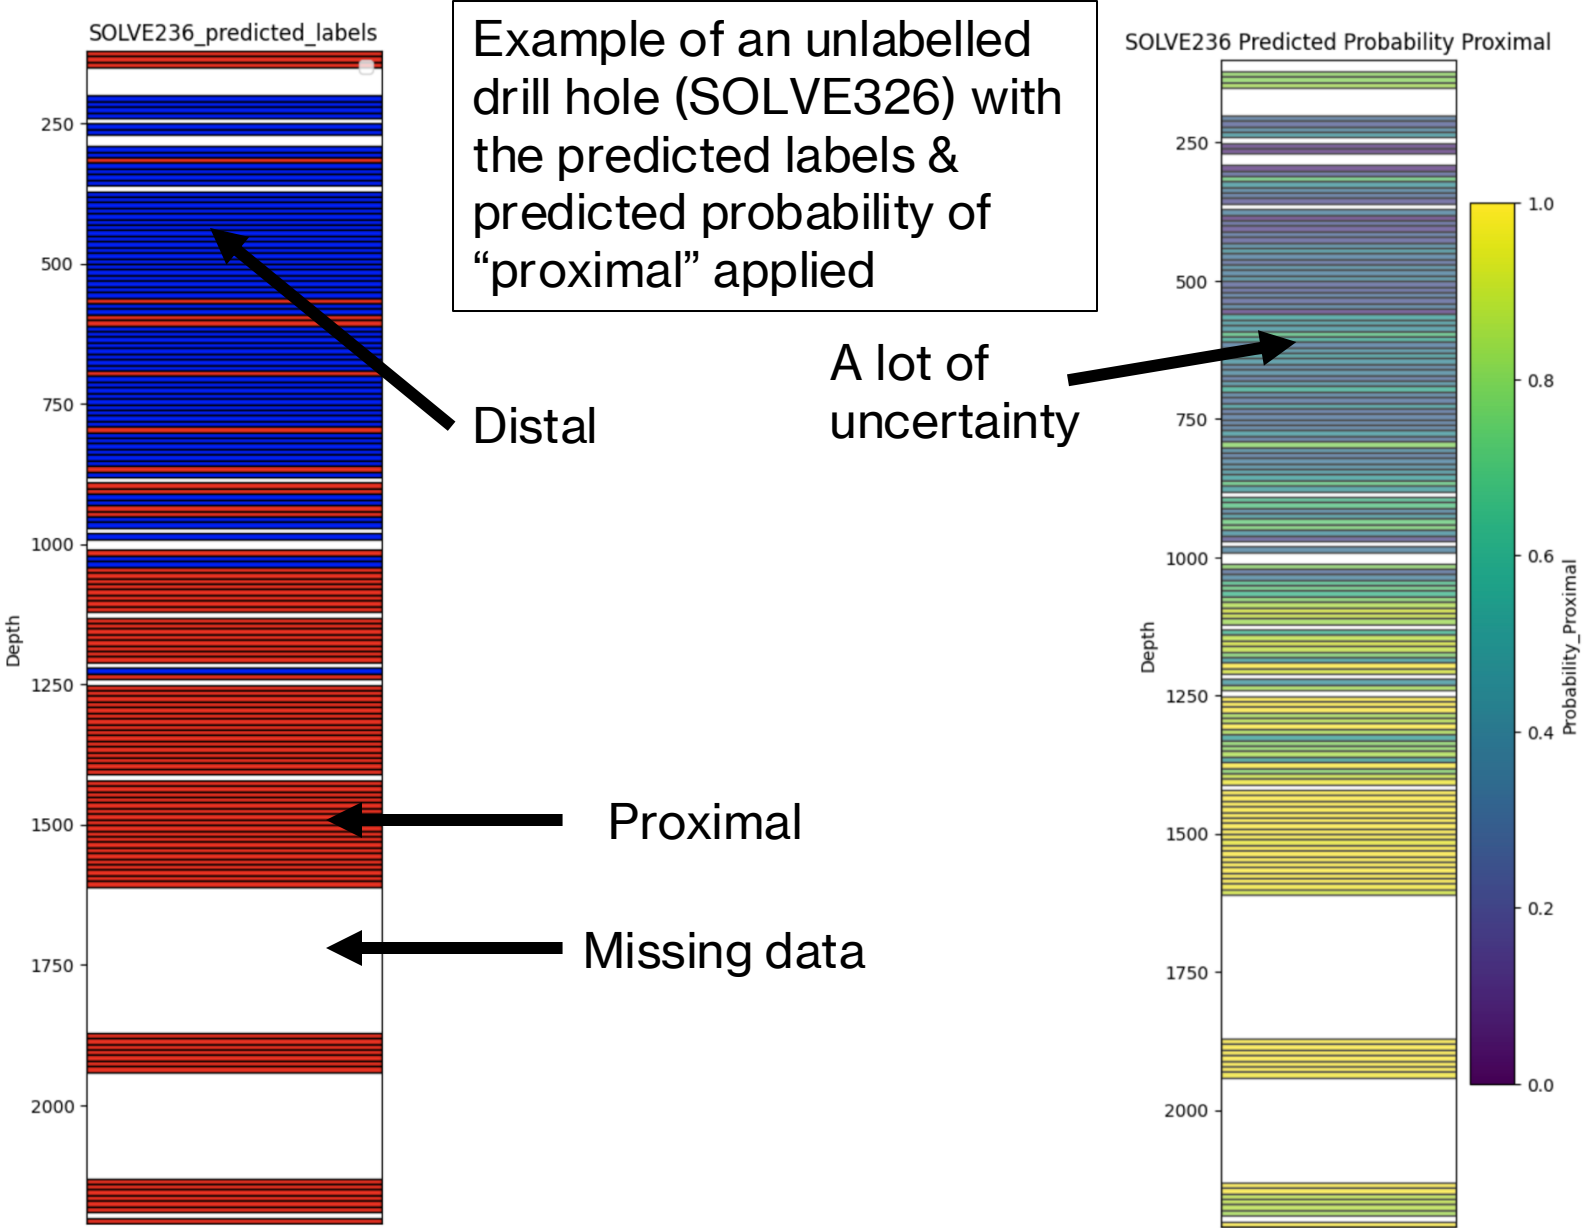 SOLVE236_predicted_labels
250
500
750
1000
1250
1500
1750
2000
Depth
Example of an unlabelled
drill hole (SOLVE326) with
the predicted labels &
predicted probability of
“proximal” applied
Distal
A lot of
uncertainty
Proximal
Missing data
SOLVE236 Predicted Probability Proximal
250
500
750
1000
1250
1500
1750
2000
Depth
1.0
0.8
0.6
0.4
0.2
0.0
Probability_Proximal